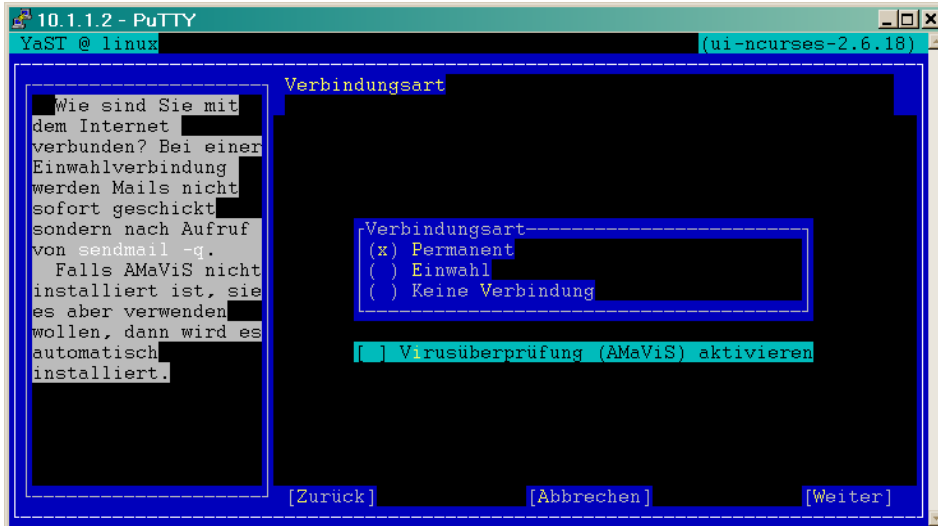 10.1.1.2 - PuTTY
YaST @ linux (ui-ncurses-2.6.18)
Wie sind Sie mit
dem Internet
verbunden? Bei einer
Einwahlverbindung
werden Mails nicht
sofort geschickt
sondern nach Aufruf
von sendmail -q.
Falls AMaViS nicht
installiert ist, sie
es aber verwenden
wollen, dann wird es
automatisch
installiert.
Verbindungsart
Verbindungsart
(x) Permanent
( ) Einwahl
( ) Keine Verbindung
[ ] Virusüberprüfung (AMaViS) aktivieren
[Zurück] [Abbrechen] [Weiter]